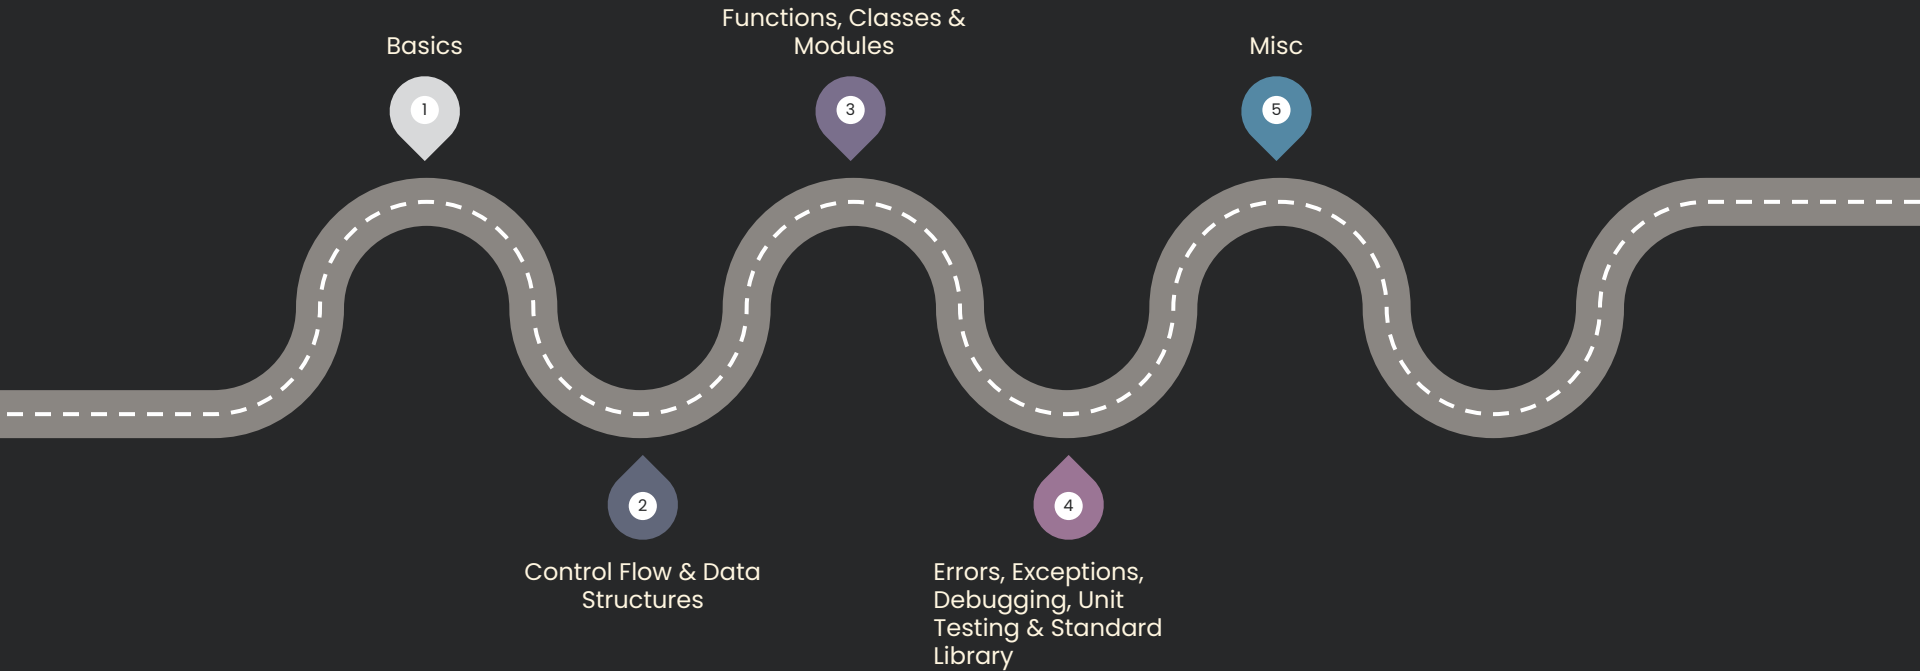 Basics
1
Control Flow & Data
Structures
2
Functions, Classes &
Modules
3
Errors, Exceptions,
Debugging, Unit
Testing & Standard
Library
4
Misc
5